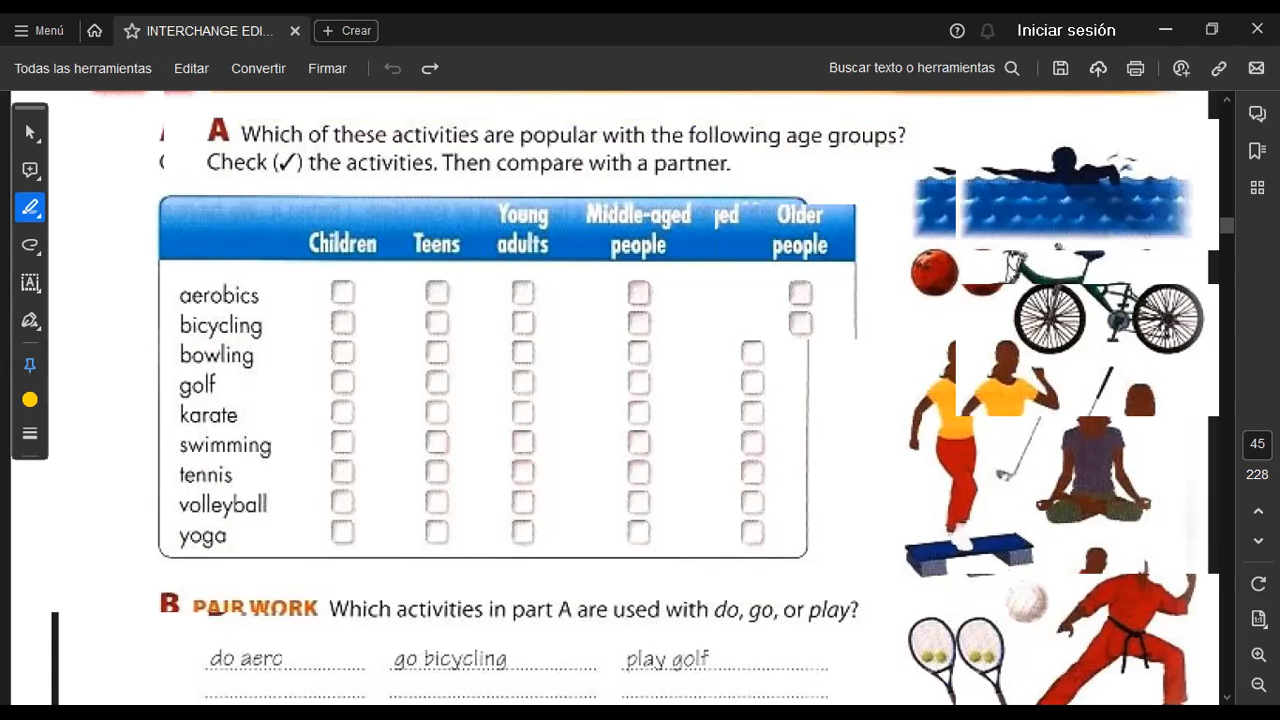 Menú
INTERCHANGE EDI...
Crear
Iniciar sesión
Todas las herramientas
Editar
Convertir
Firmar
Buscar texto o herramientas
A Which of these activities are popular with the following age groups?
Check (✓) the activities. Then compare with a partner.
Children Teens Young adults Middle-aged people Older people
aerobics
bicycling
bowling
golf
karate
swimming
tennis
volleyball
yoga
45
228
B PAIR WORK Which activities in part A are used with do, go, or play?
do aero go bicycling play golf